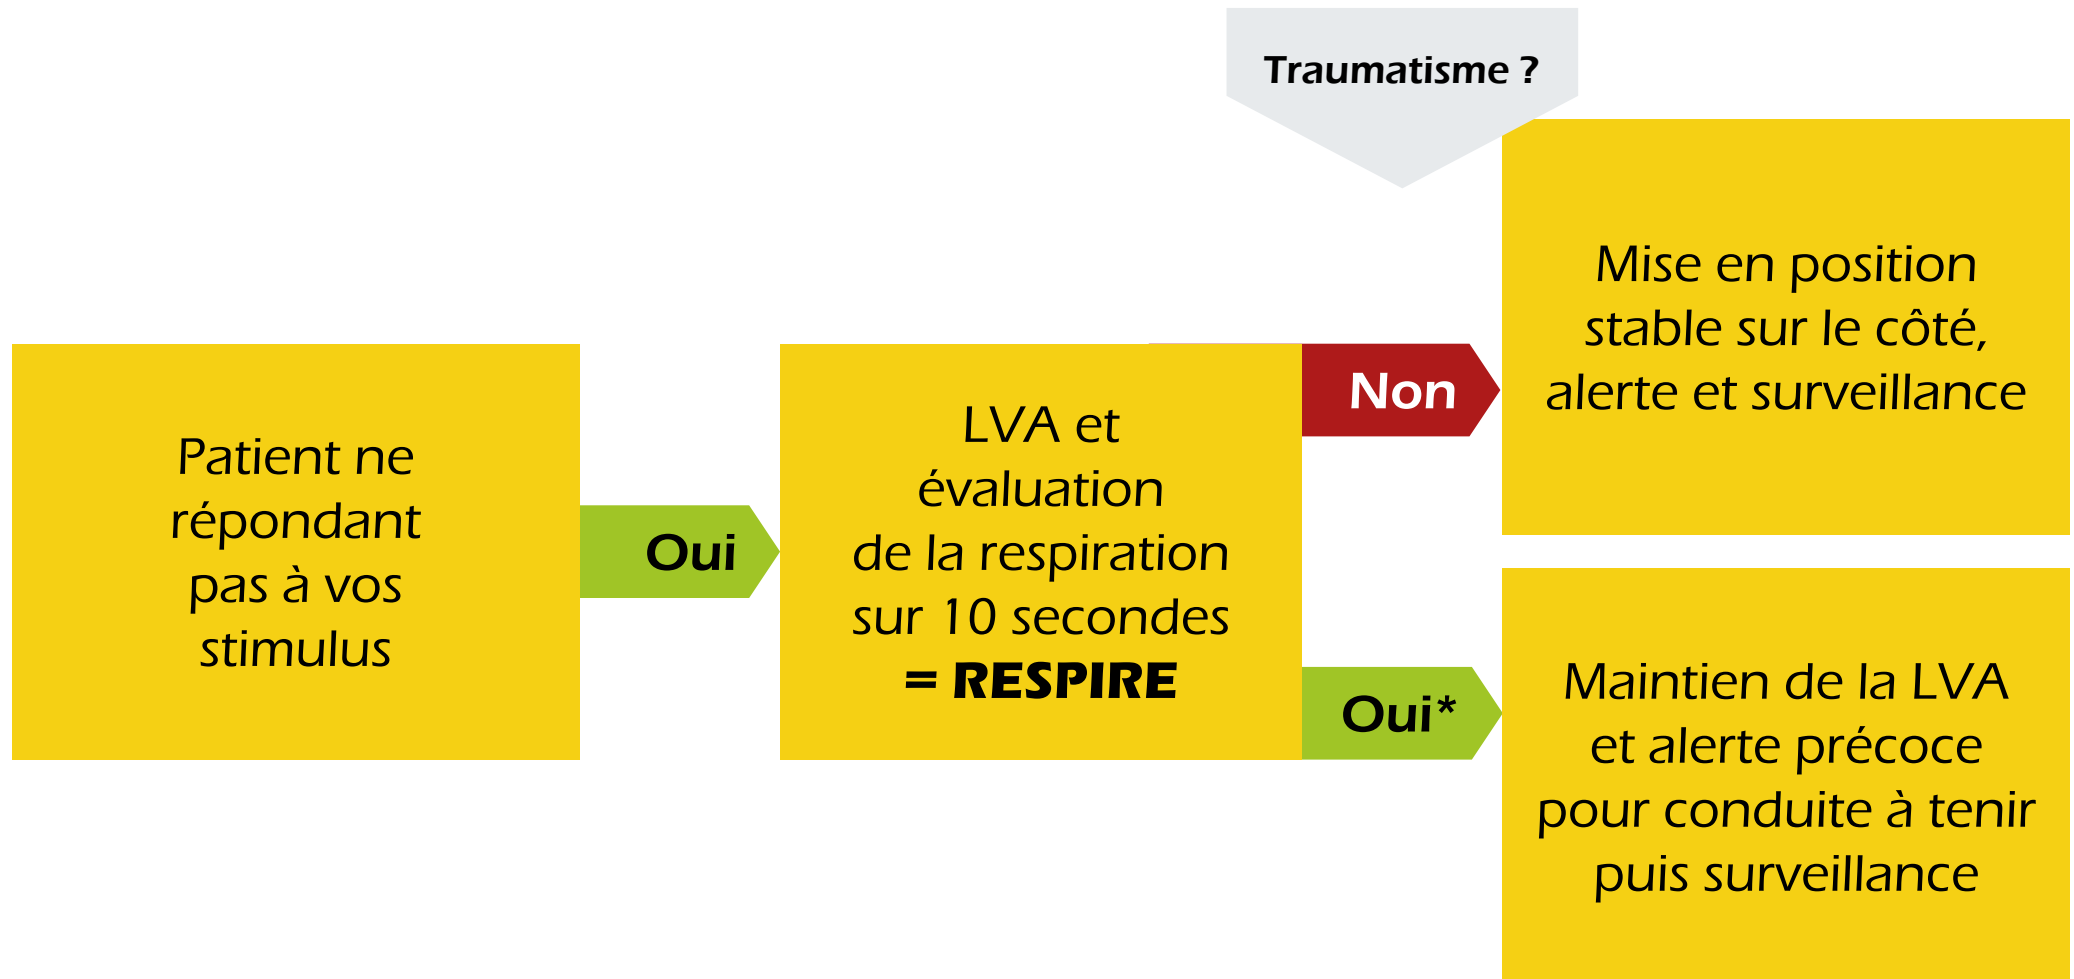 Traumatisme ?
Patient ne
répondant
pas à vos
stimulus
Oui
LVA et
évaluation
de la respiration
sur 10 secondes
= RESPIRE
Non
Mise en position
stable sur le côté,
alerte et surveillance
Oui*
Maintien de la LVA
et alerte précoce
pour conduite à tenir
puis surveillance